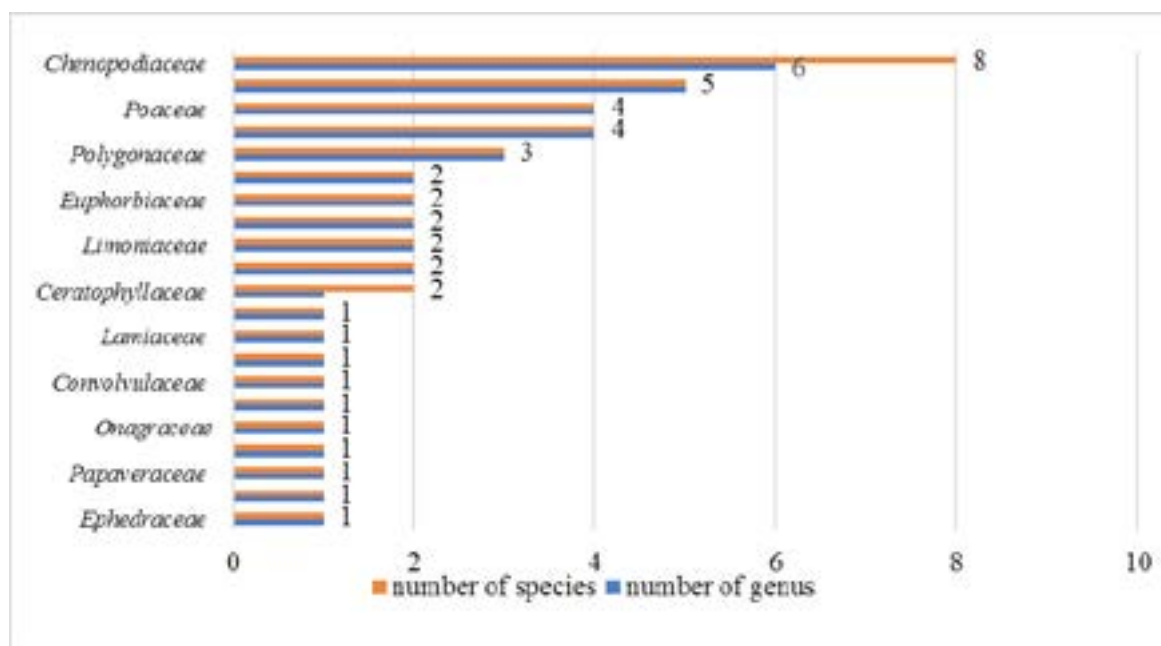 Chenopodiaceae 8
6
5
Poaceae 4
4
Polygonaceae 3
2
Euphorbiaceae 2
2
Limoniaceae 2
2
Ceratophyllaceae 2
1
Lamiaceae 1
1
Convolvulaceae 1
1
Onagraceae 1
1
Papaveraceae 1
1
Ephedraceae 1
0 2 4 6 8 10
number of species number of genus